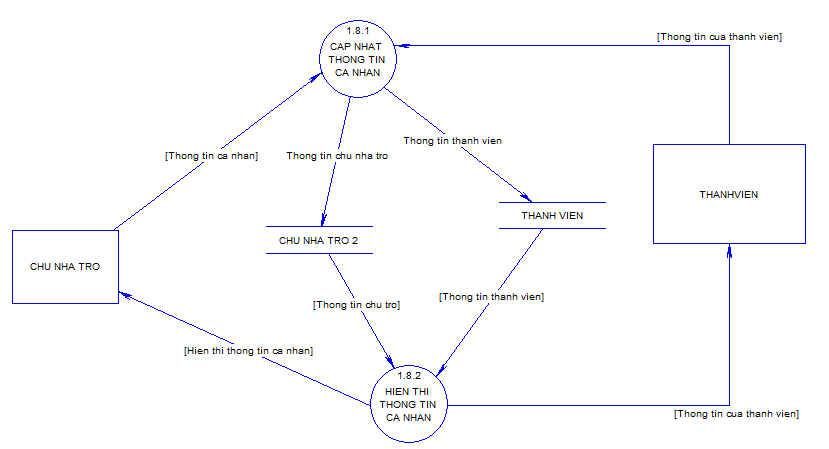 1.8.1
CAP NHAT
THONG TIN
CA NHAN
[Thong tin cua thanh vien]
[Thong tin ca nhan]
Thong tin chu nha tro
Thong tin thanh vien
THANHVIEN
THANH VIEN
CHU NHA TRO 2
CHU NHA TRO
[Thong tin chu tro]
[Thong tin thanh vien]
[Hien thi thong tin ca nhan]
1.8.2
HIEN THI
THONG TIN
CA NHAN
[Thong tin cua thanh vien]